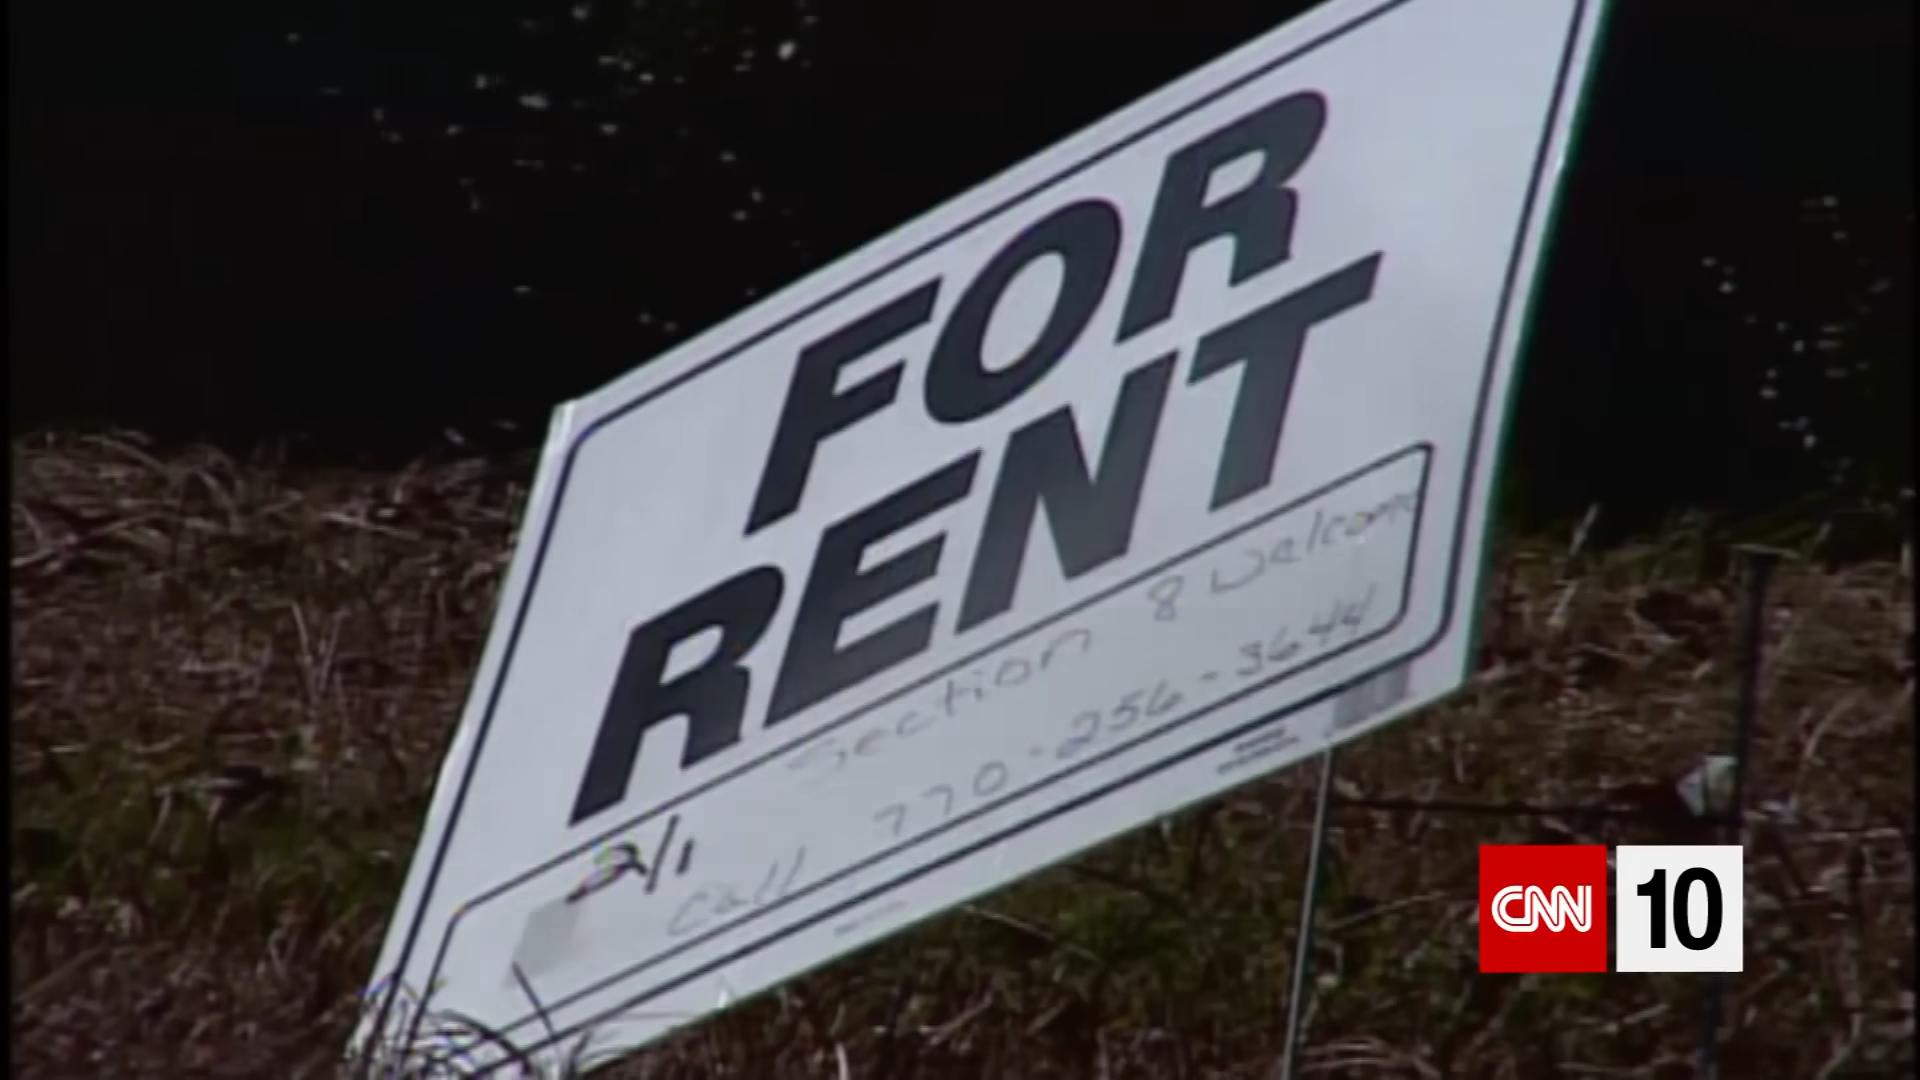 FOR
RENT
2/1 Section 8 welcome
Call 770-256-3644
CNN 10